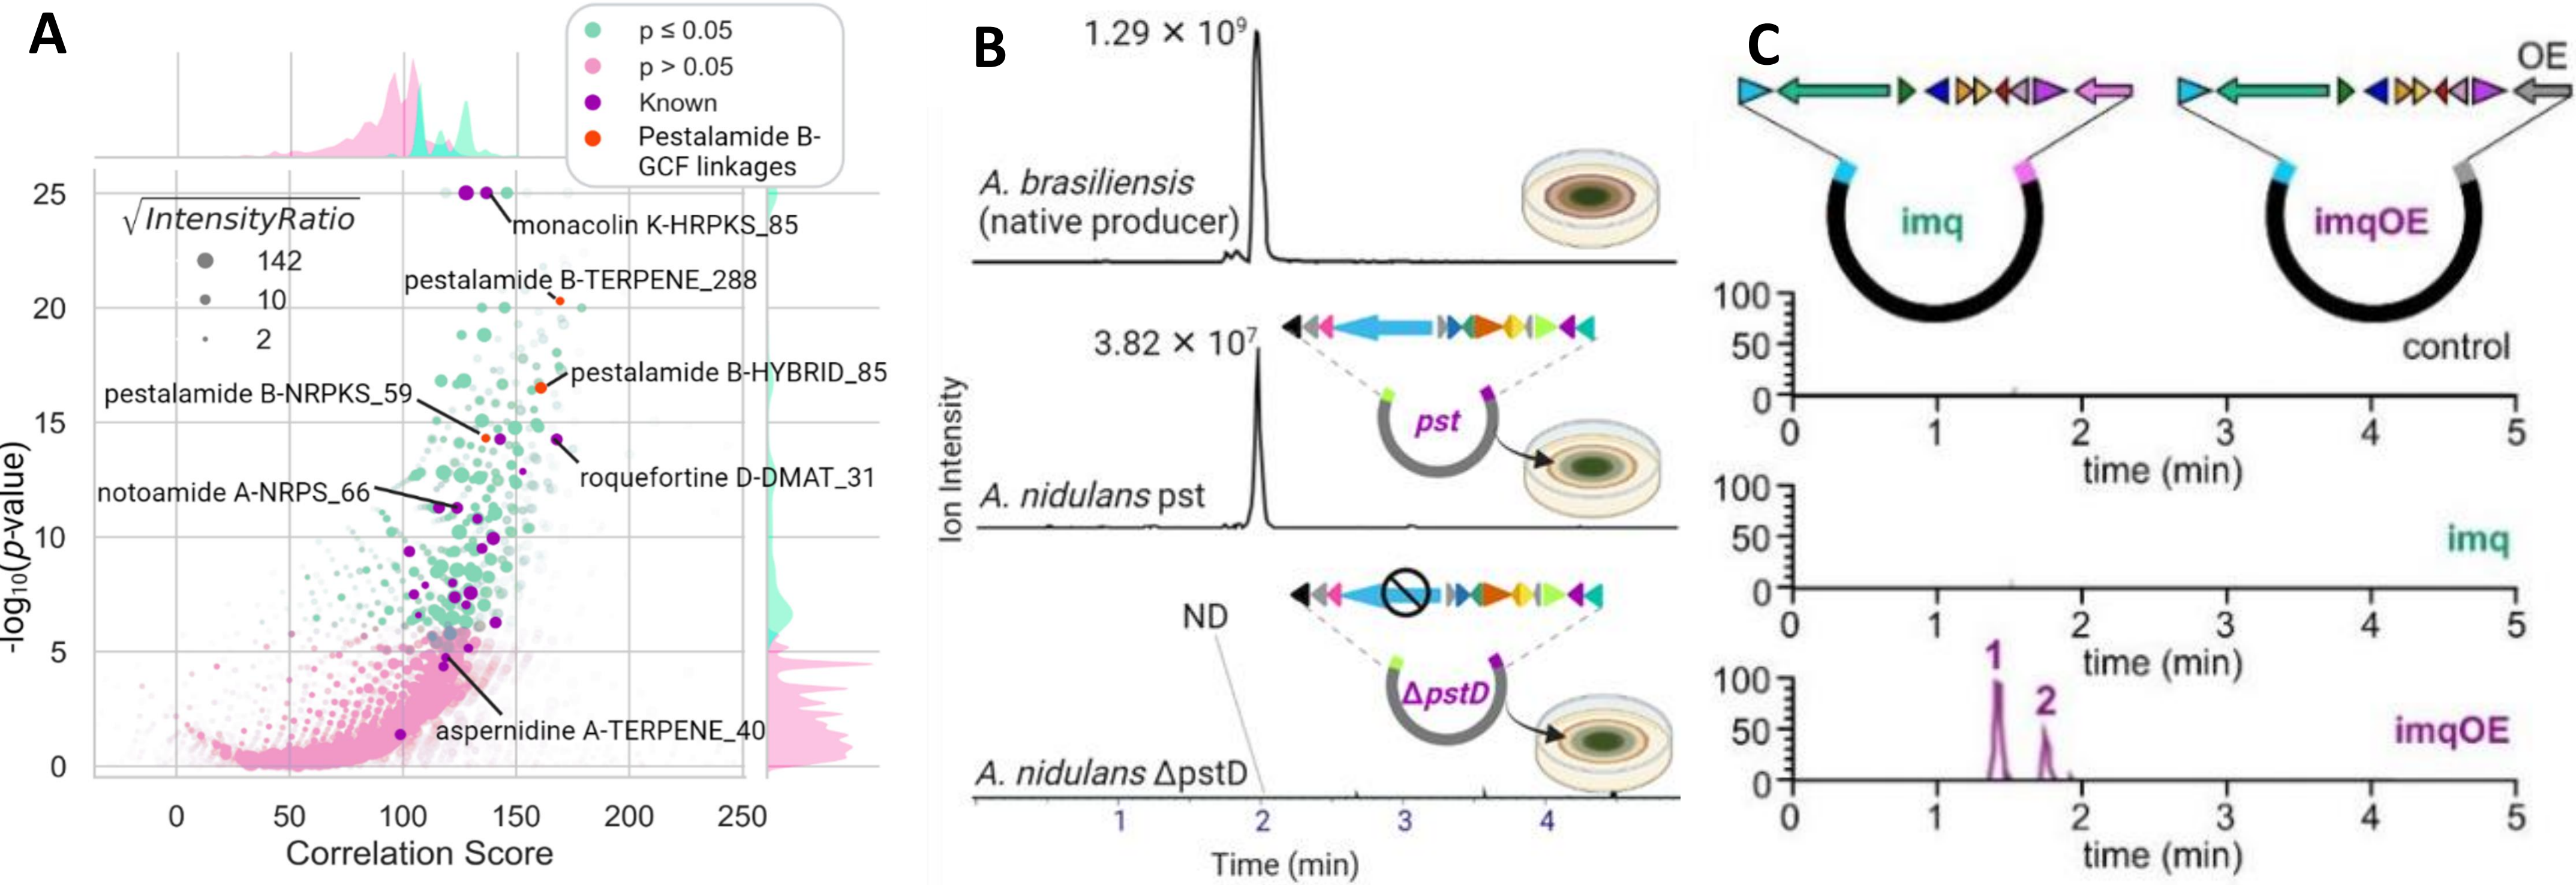 A
p ≤ 0.05
p > 0.05
Known
Pestalamide B-
GCF linkages
√IntensityRatio
142
10
2
monacolin K-HRPKS_85
pestalamide B-TERPENE_288
pestalamide B-HYBRID_85
pestalamide B-NRPKS_59
roquefortine D-DMAT_31
notoamide A-NRPS_66
aspernidine A-TERPENE_40
25
20
15
10
5
0
-log₁₀(p-value)
0 50 100 150 200 250
Correlation Score
B
1.29 × 10⁹
A. brasiliensis
(native producer)
3.82 × 10⁷
pst
A. nidulans pst
Ion Intensity
ND
ΔpstD
A. nidulans ΔpstD
1 2 3 4
Time (min)
C
OE
imq
imqOE
100
50
0
control
0 1 2 3 4 5
time (min)
100
50
0
imq
0 1 2 3 4 5
time (min)
100
50
0
1
2
imqOE
0 1 2 3 4 5
time (min)